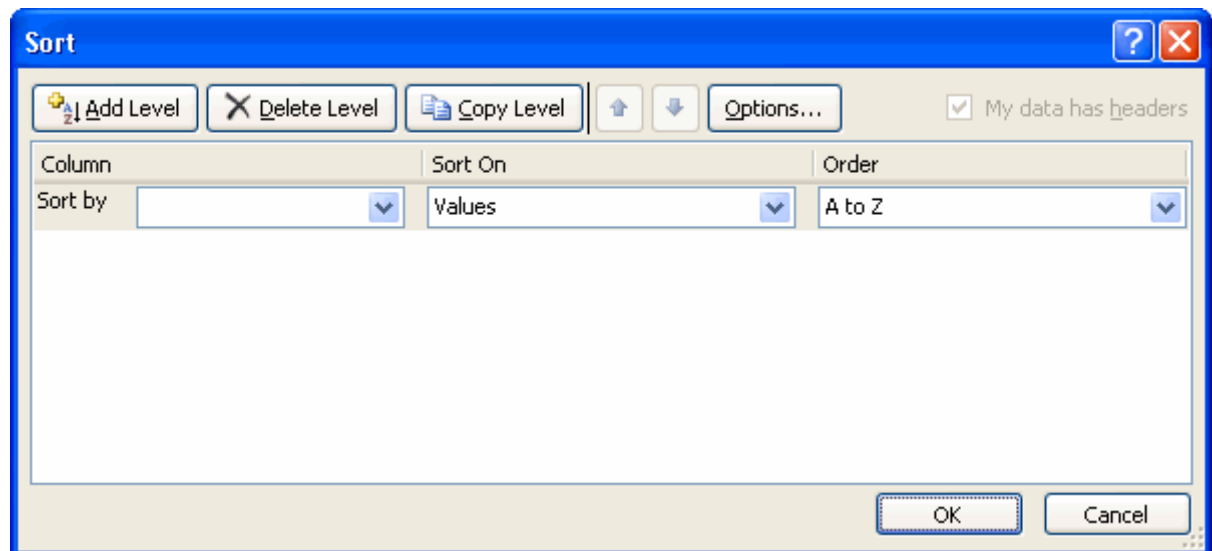 Sort
Add Level Delete Level Copy Level Options... My data has headers
Column Sort On Order
Sort by Values A to Z
OK Cancel